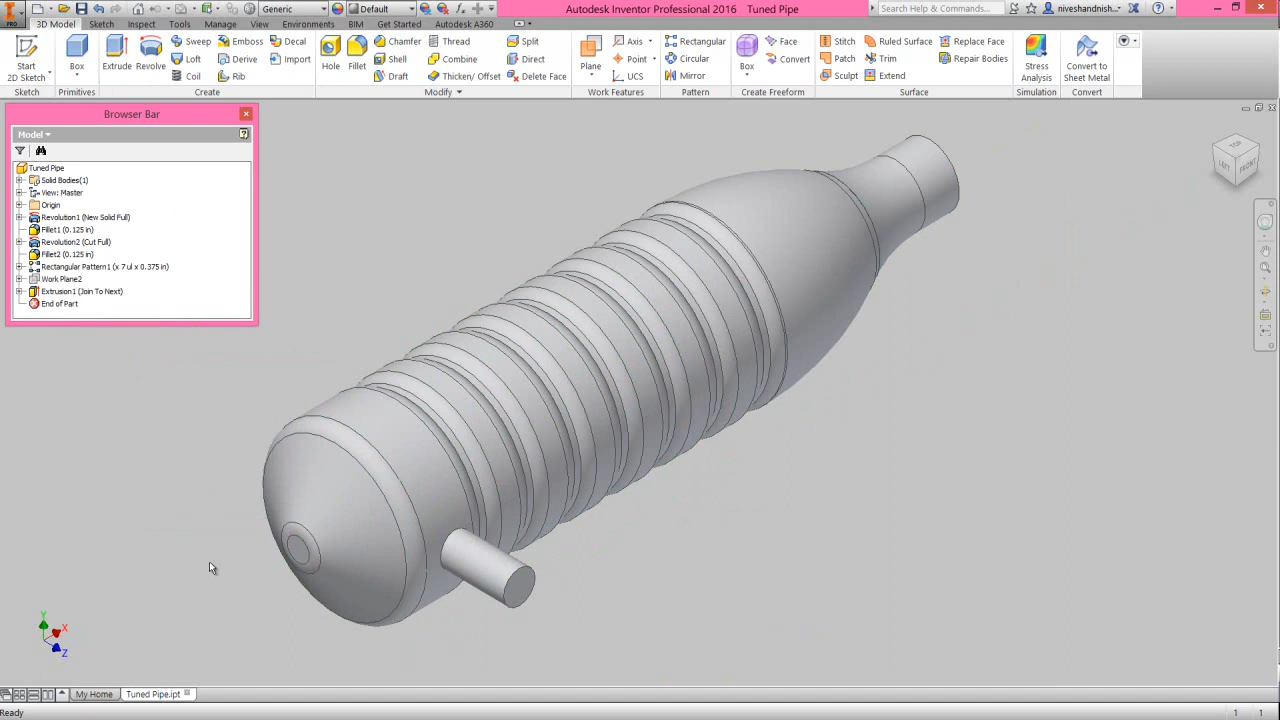 Autodesk Inventor Professional 2016 Tuned Pipe
Generic Default Search Help & Commands... niveshandnish...
PRO 3D Model Sketch Inspect Tools Manage View Environments BIM Get Started Autodesk A360
Start 2D Sketch
Box
Extrude Revolve
Sweep Emboss Decal
Loft Derive Import
Coil Rib
Hole Fillet
Chamfer Thread Split
Shell Combine Direct
Draft Thicken/ Offset Delete Face
Plane
Axis
Point
UCS
Rectangular
Circular
Mirror
Box
Face
Convert
Stitch Ruled Surface Replace Face
Patch Trim Repair Bodies
Sculpt Extend
Stress Analysis
Convert to Sheet Metal
Sketch Primitives Create Modify Work Features Pattern Create Freeform Surface Simulation Convert
Browser Bar
Model
Tuned Pipe
Solid Bodies(1)
View: Master
Origin
Revolution1 (New Solid Full)
Fillet1 (0.125 in)
Revolution2 (Cut Full)
Fillet2 (0.125 in)
Rectangular Pattern1 (x 7 ul x 0.375 in)
Work Plane2
Extrusion1 (Join To Next)
End of Part
TOP
LEFT FRONT
Y
X
Z
My Home Tuned Pipe.ipt
Ready 1 1